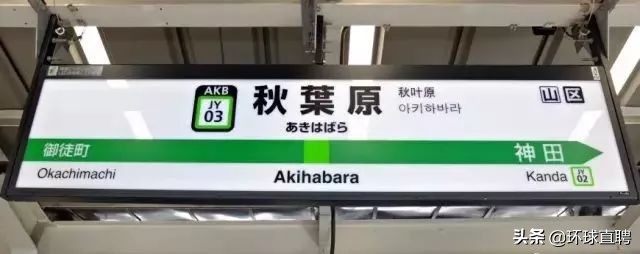 AKB
JY
03
秋葉原
あきはばら
秋叶原
아키하바라
山 区
御徒町
神田
Okachimachi
Akihabara
Kanda
JY
02
头条 @环球直聘